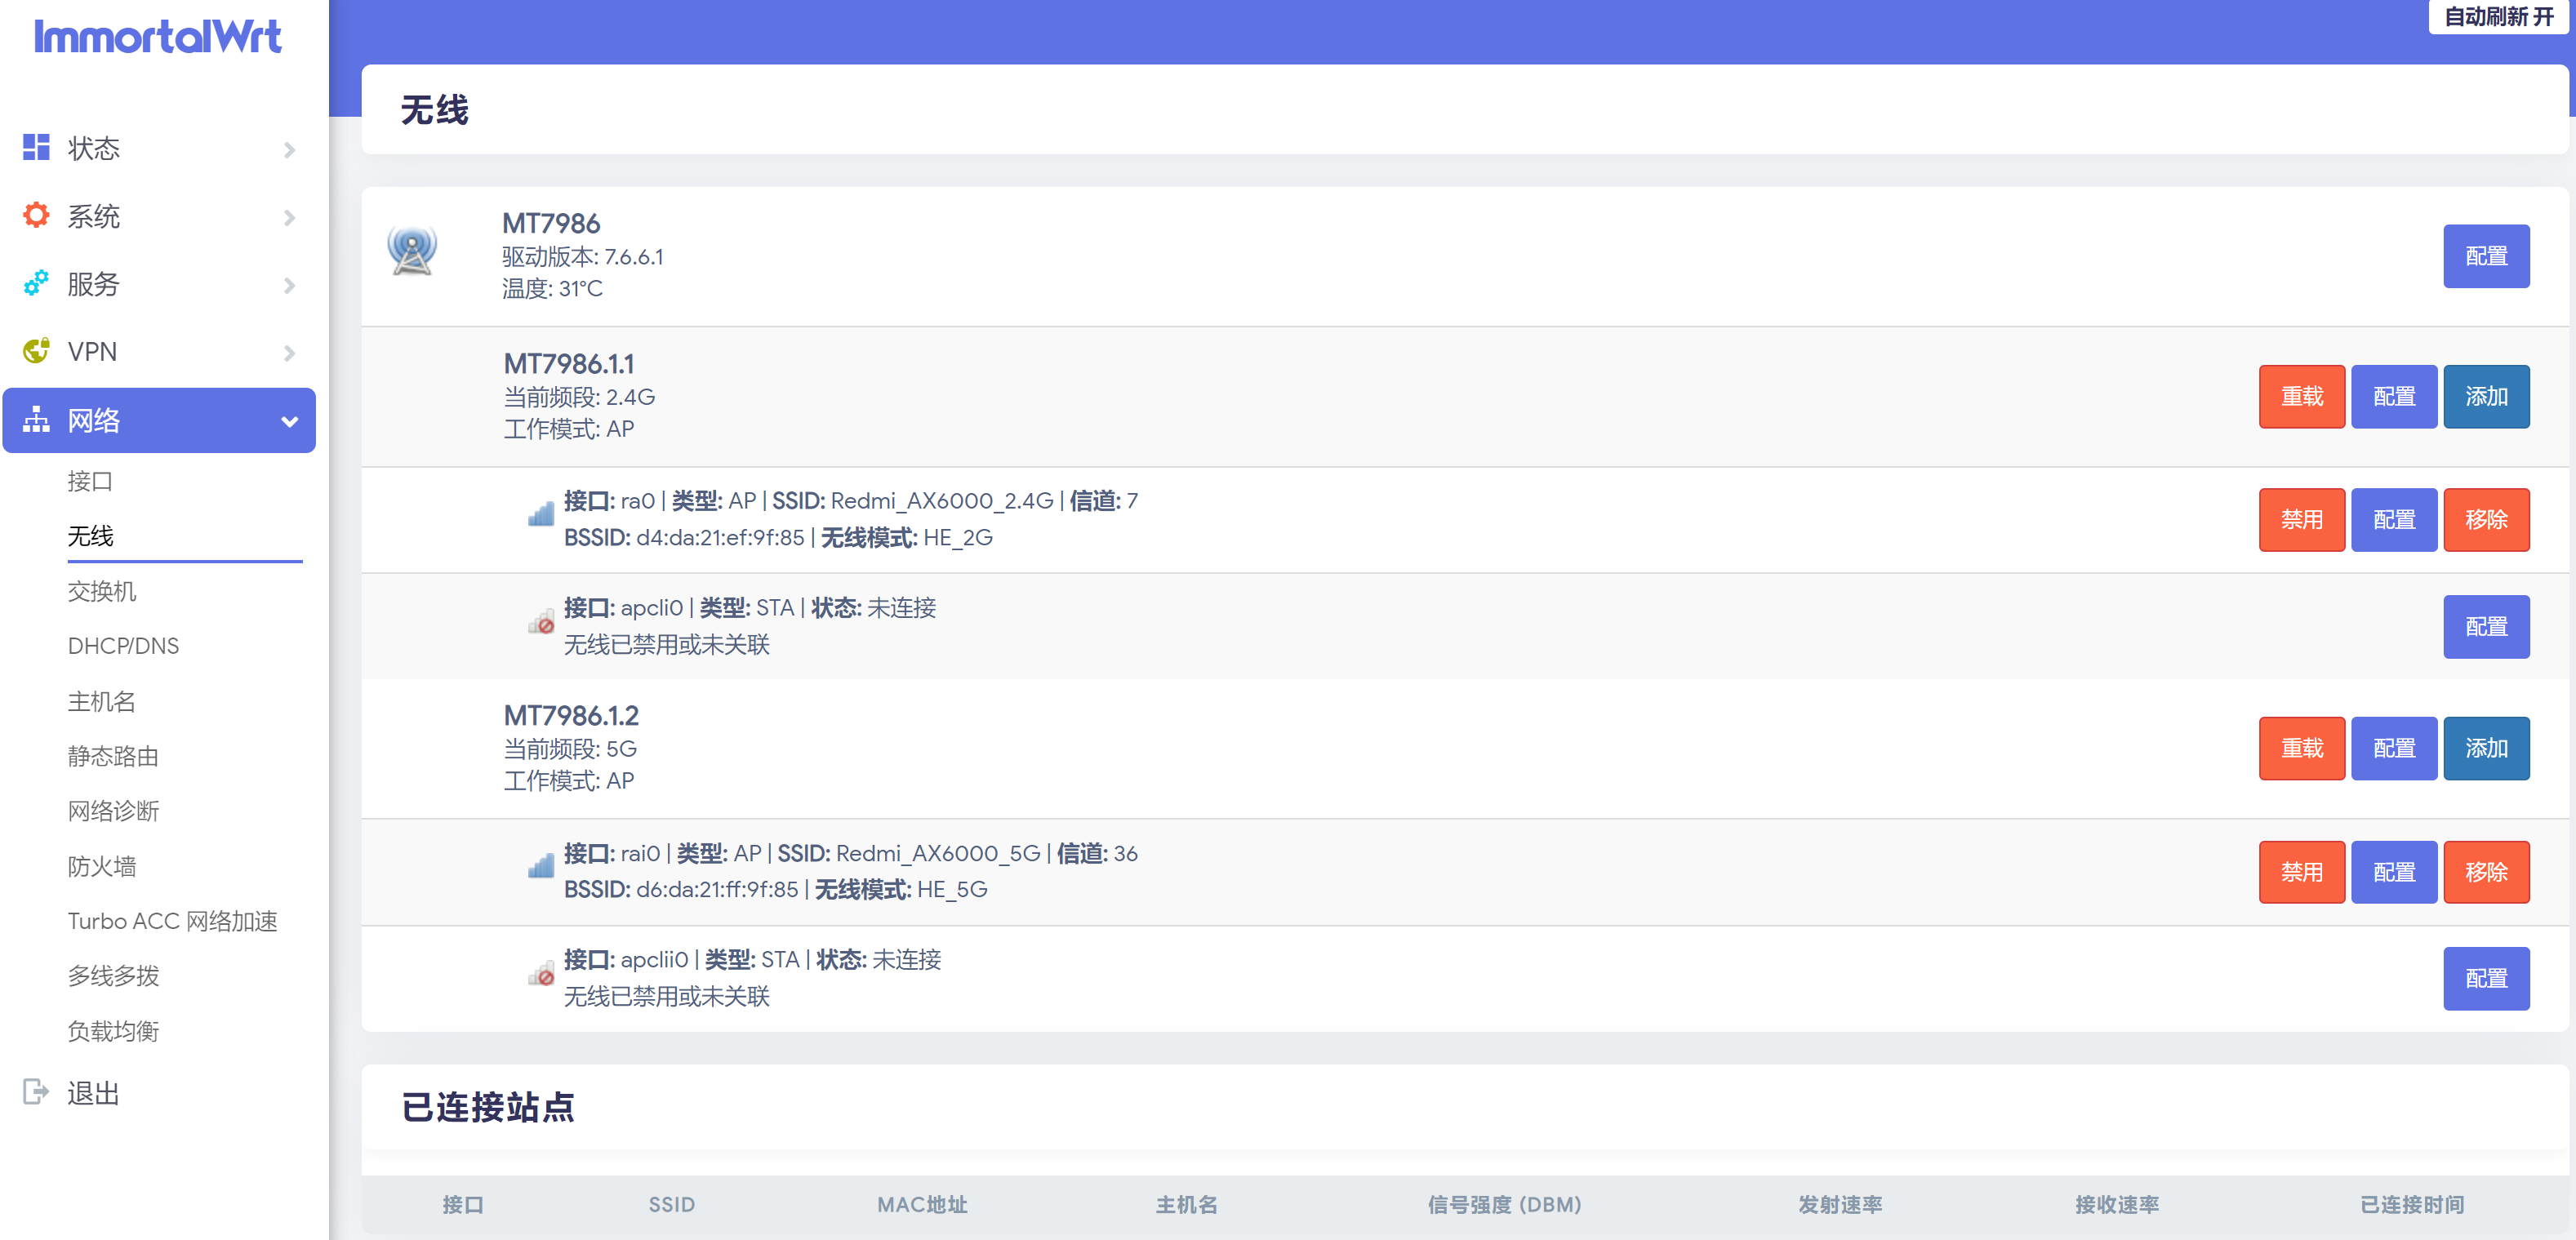 ImmortalWrt
自动刷新 开
状态
系统
服务
VPN
网络
接口
无线
交换机
DHCP/DNS
主机名
静态路由
网络诊断
防火墙
Turbo ACC 网络加速
多线多拨
负载均衡
退出
无线
MT7986
驱动版本: 7.6.6.1
温度: 31°C
配置
MT7986.1.1
当前频段: 2.4G
工作模式: AP
重载 配置 添加
接口: ra0 | 类型: AP | SSID: Redmi_AX6000_2.4G | 信道: 7
BSSID: d4:da:21:ef:9f:85 | 无线模式: HE_2G
禁用 配置 移除
接口: apcli0 | 类型: STA | 状态: 未连接
无线已禁用或未关联
配置
MT7986.1.2
当前频段: 5G
工作模式: AP
重载 配置 添加
接口: rai0 | 类型: AP | SSID: Redmi_AX6000_5G | 信道: 36
BSSID: d6:da:21:ff:9f:85 | 无线模式: HE_5G
禁用 配置 移除
接口: apclii0 | 类型: STA | 状态: 未连接
无线已禁用或未关联
配置
已连接站点
接口 SSID MAC地址 主机名 信号强度 (DBM) 发射速率 接收速率 已连接时间